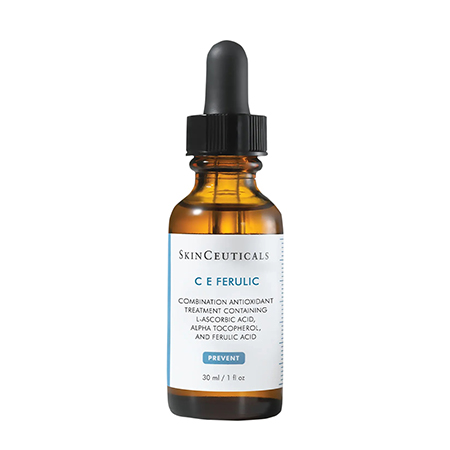 SKINCEUTICALS
C E FERULIC
COMBINATION ANTIOXIDANT
TREATMENT CONTAINING
L-ASCORBIC ACID,
ALPHA TOCOPHEROL,
AND FERULIC ACID
PREVENT
30 ml / 1 fl oz